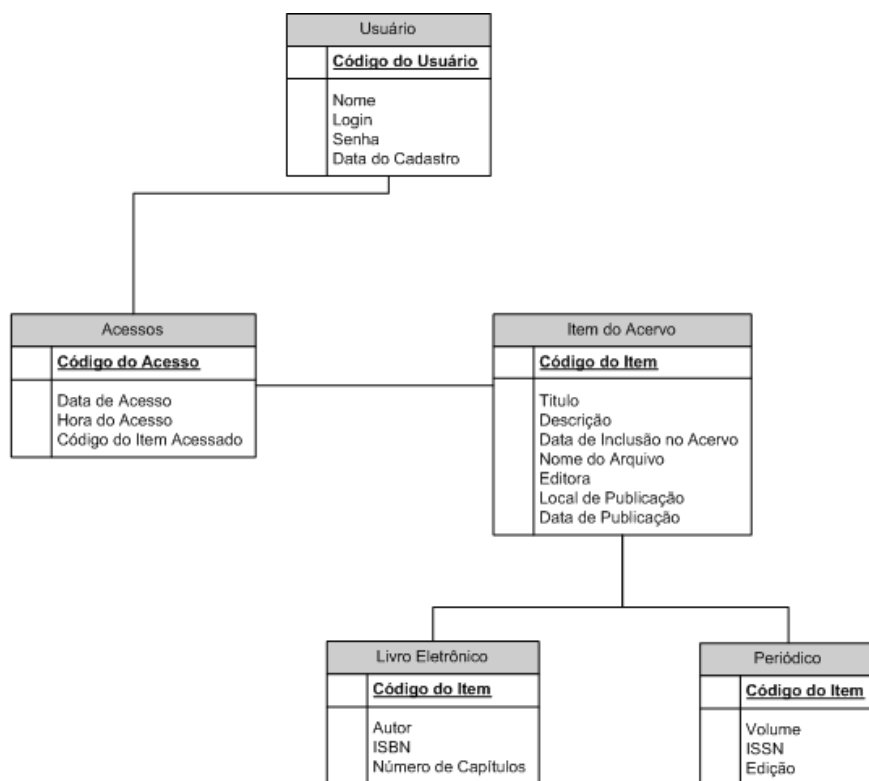 Usuário
Código do Usuário
Nome
Login
Senha
Data do Cadastro
Acessos
Código do Acesso
Data de Acesso
Hora do Acesso
Código do Item Acessado
Item do Acervo
Código do Item
Titulo
Descrição
Data de Inclusão no Acervo
Nome do Arquivo
Editora
Local de Publicação
Data de Publicação
Livro Eletrônico
Código do Item
Autor
ISBN
Número de Capítulos
Periódico
Código do Item
Volume
ISSN
Edição